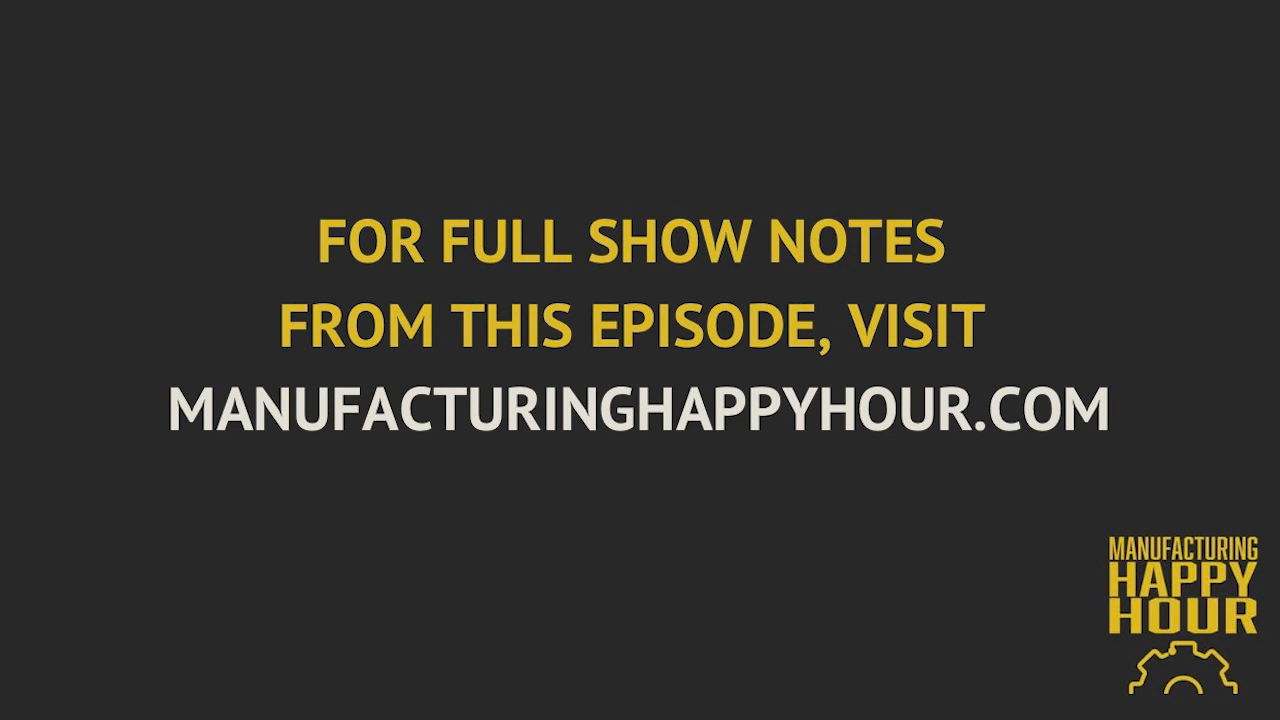 FOR FULL SHOW NOTES
FROM THIS EPISODE, VISIT
MANUFACTURINGHAPPYHOUR.COM
MANUFACTURING
HAPPY
HOUR